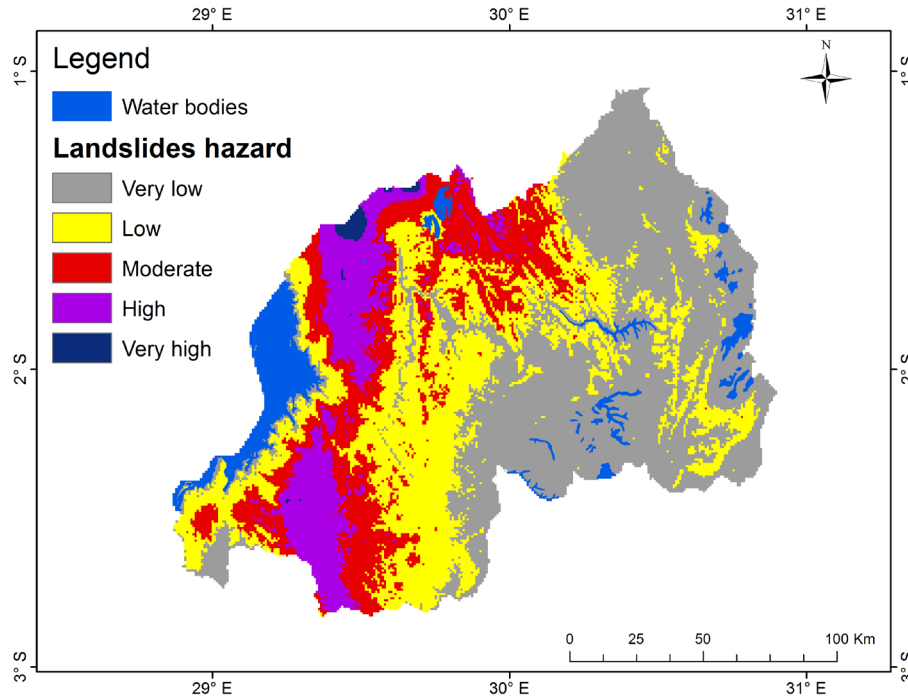 29° E 30° E 31° E
N
1° S 1° S
Legend
Water bodies
Landslides hazard
Very low
Low
Moderate
High
Very high
2° S 2° S
0 25 50 100 Km
3° S 3° S
29° E 30° E 31° E